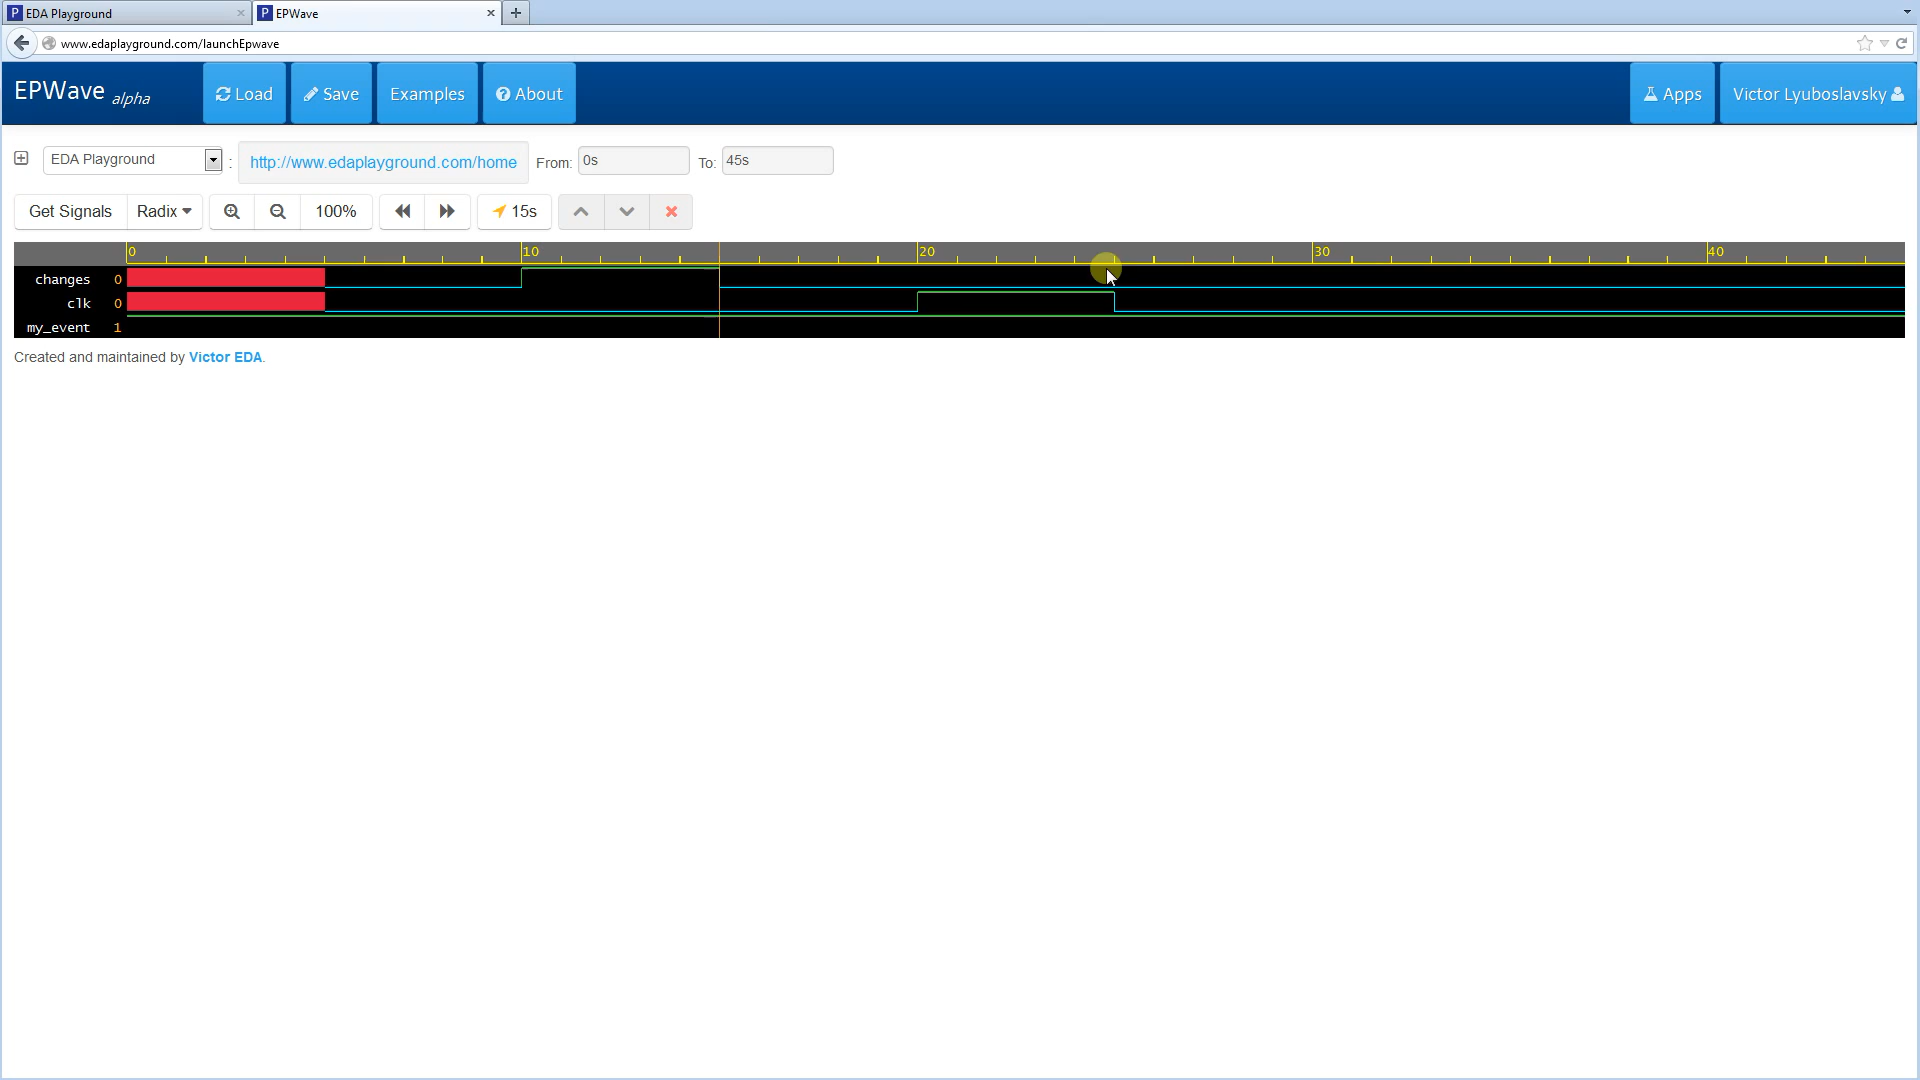 EDA Playground
EPWave
www.edaplayground.com/launchEpwave
EPWave alpha
Load
Save
Examples
About
Apps
Victor Lyuboslavsky
EDA Playground : http://www.edaplayground.com/home From: 0s To: 45s
Get Signals Radix 100% 15s
0 10 20 30 40
changes 0
clk 0
my_event 1
Created and maintained by Victor EDA.